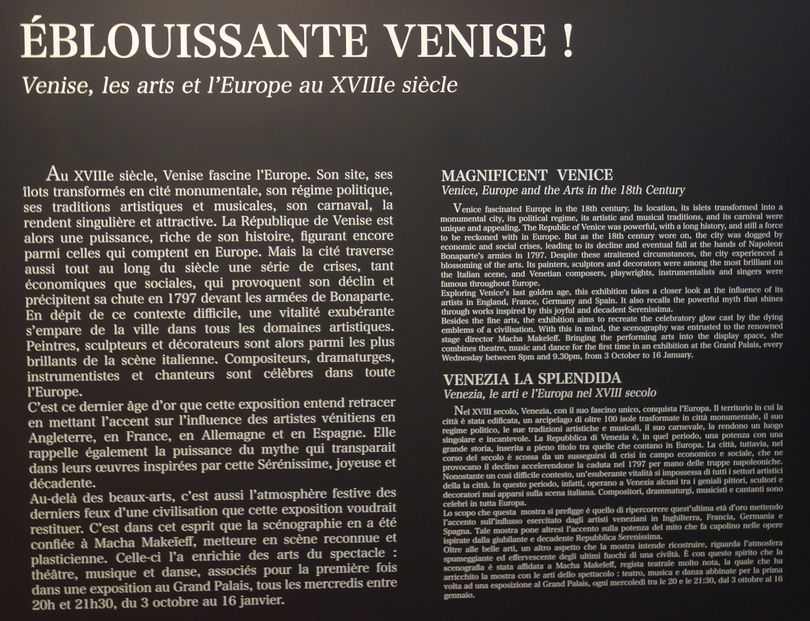 ÉBLOUISSANTE VENISE !
Venise, les arts et l'Europe au XVIIIe siècle
Au XVIIIe siècle, Venise fascine l'Europe. Son site, ses
îlots transformés en cité monumentale, son régime politique,
ses traditions artistiques et musicales, son carnaval, la
rendent singulière et attractive. La République de Venise est
alors une puissance, riche de son histoire, figurant encore
parmi celles qui comptent en Europe. Mais la cité traverse
aussi tout au long du siècle une série de crises, tant
économiques que sociales, qui provoquent son déclin et
précipitent sa chute en 1797 devant les armées de Bonaparte.
En dépit de ce contexte difficile, une vitalité exubérante
s'empare de la ville dans tous les domaines artistiques.
Peintres, sculpteurs et décorateurs sont alors parmi les plus
brillants de la scène italienne. Compositeurs, dramaturges,
instrumentistes et chanteurs sont célèbres dans toute
l'Europe.
C'est ce dernier âge d'or que cette exposition entend retracer
en mettant l'accent sur l'influence des artistes vénitiens en
Angleterre, en France, en Allemagne et en Espagne. Elle
rappelle également la puissance du mythe qui transparait
dans leurs œuvres inspirées par cette Sérénissime, joyeuse et
décadente.
Au-delà des beaux-arts, c'est aussi l'atmosphère festive des
derniers feux d'une civilisation que cette exposition voudrait
restituer. C'est dans cet esprit que la scénographie en a été
confiée à Macha Makeïeff, metteure en scène reconnue et
plasticienne. Celle-ci l'a enrichie des arts du spectacle :
théâtre, musique et danse, associés pour la première fois
dans une exposition au Grand Palais, tous les mercredis entre
20h et 21h30, du 3 octobre au 16 janvier.
MAGNIFICENT VENICE
Venice, Europe and the Arts in the 18th Century
Venice fascinated Europe in the 18th century. Its location, its islets transformed into a
monumental city, its political regime, its artistic and musical traditions, and its carnival were
unique and appealing. The Republic of Venice was powerful, with a long history, and still a force
to be reckoned with in Europe. But as the 18th century wore on, the city was dogged by
economic and social crises, leading to its decline and eventual fall at the hands of Napoleon
Bonaparte's armies in 1797. Despite these straitened circumstances, the city experienced a
blossoming of the arts. Its painters, sculptors and decorators were among the most brilliant on
the Italian scene, and Venetian composers, playwrights, instrumentalists and singers were
famous throughout Europe.
Exploring Venice's last golden age, this exhibition takes a closer look at the influence of its
artists in England, France, Germany and Spain. It also recalls the powerful myth that shines
through works inspired by this joyful and decadent Serenissima.
Besides the fine arts, the exhibition aims to recreate the celebratory glow cast by the dying
emblems of a civilisation. With this in mind, the scenography was entrusted to the renowned
stage director Macha Makeïeff. Bringing the performing arts into the display space, she
combines theatre, music and dance for the first time in an exhibition at the Grand Palais, every
Wednesday between 8pm and 9.30pm, from 3 October to 16 January.
VENEZIA LA SPLENDIDA
Venezia, le arti e l'Europa nel XVIII secolo
Nel XVIII secolo, Venezia, con il suo fascino unico, conquista l'Europa. Il territorio in cui la
città è stata edificata, un arcipelago di oltre 100 isole trasformate in città monumentale, il suo
regime politico, le sue tradizioni artistiche e musicali, il suo carnevale, la rendono un luogo
singolare e incantevole. La Repubblica di Venezia è, in quel periodo, una potenza con una
grande storia, inserita a pieno titolo tra quelle che contano in Europa. La città, tuttavia, nel
corso del secolo è scossa da un susseguirsi di crisi in campo economico e sociale, che ne
provocano il declino accelerendone la caduta nel 1797 per mano delle truppe napoleoniche.
Nonostante un così difficile contesto, un'esuberante vitalità si impossessa di tutti i settori artistici
della città. In questo periodo, infatti, operano a Venezia alcuni tra i geniali pittori, scultori e
decoratori mai apparsi sulla scena italiana. Compositori, drammaturgi, musicisti e cantanti sono
celebri in tutta Europa.
Lo scopo che questa mostra si prefigge è quello di ripercorrere quest'ultima età d'oro mettendo
l'accento sull'influsso esercitato dagli artisti veneziani in Inghilterra, Francia, Germania e
Spagna. Tale mostra pone altresì l'accento sulla potenza del mito che fa capolino nelle opere
ispirate dalla giubilante e decadente Repubblica Serenissima.
Oltre alle belle arti, un altro aspetto che la mostra intende ricostruire, riguarda l'atmosfera
spumeggiante ed effervescente degli ultimi fuochi di una civiltà. È con questo spirito che la
scenografia è stata affidata a Macha Makeïeff, regista teatrale molto nota, la quale che ha
arricchito la mostra con le arti dello spettacolo : teatro, musica e danza abbinate per la prima
volta ad una esposizione al Grand Palais, ogni mercoledì tra le 20 e le 21:30, dal 3 ottobre al 16
gennaio.